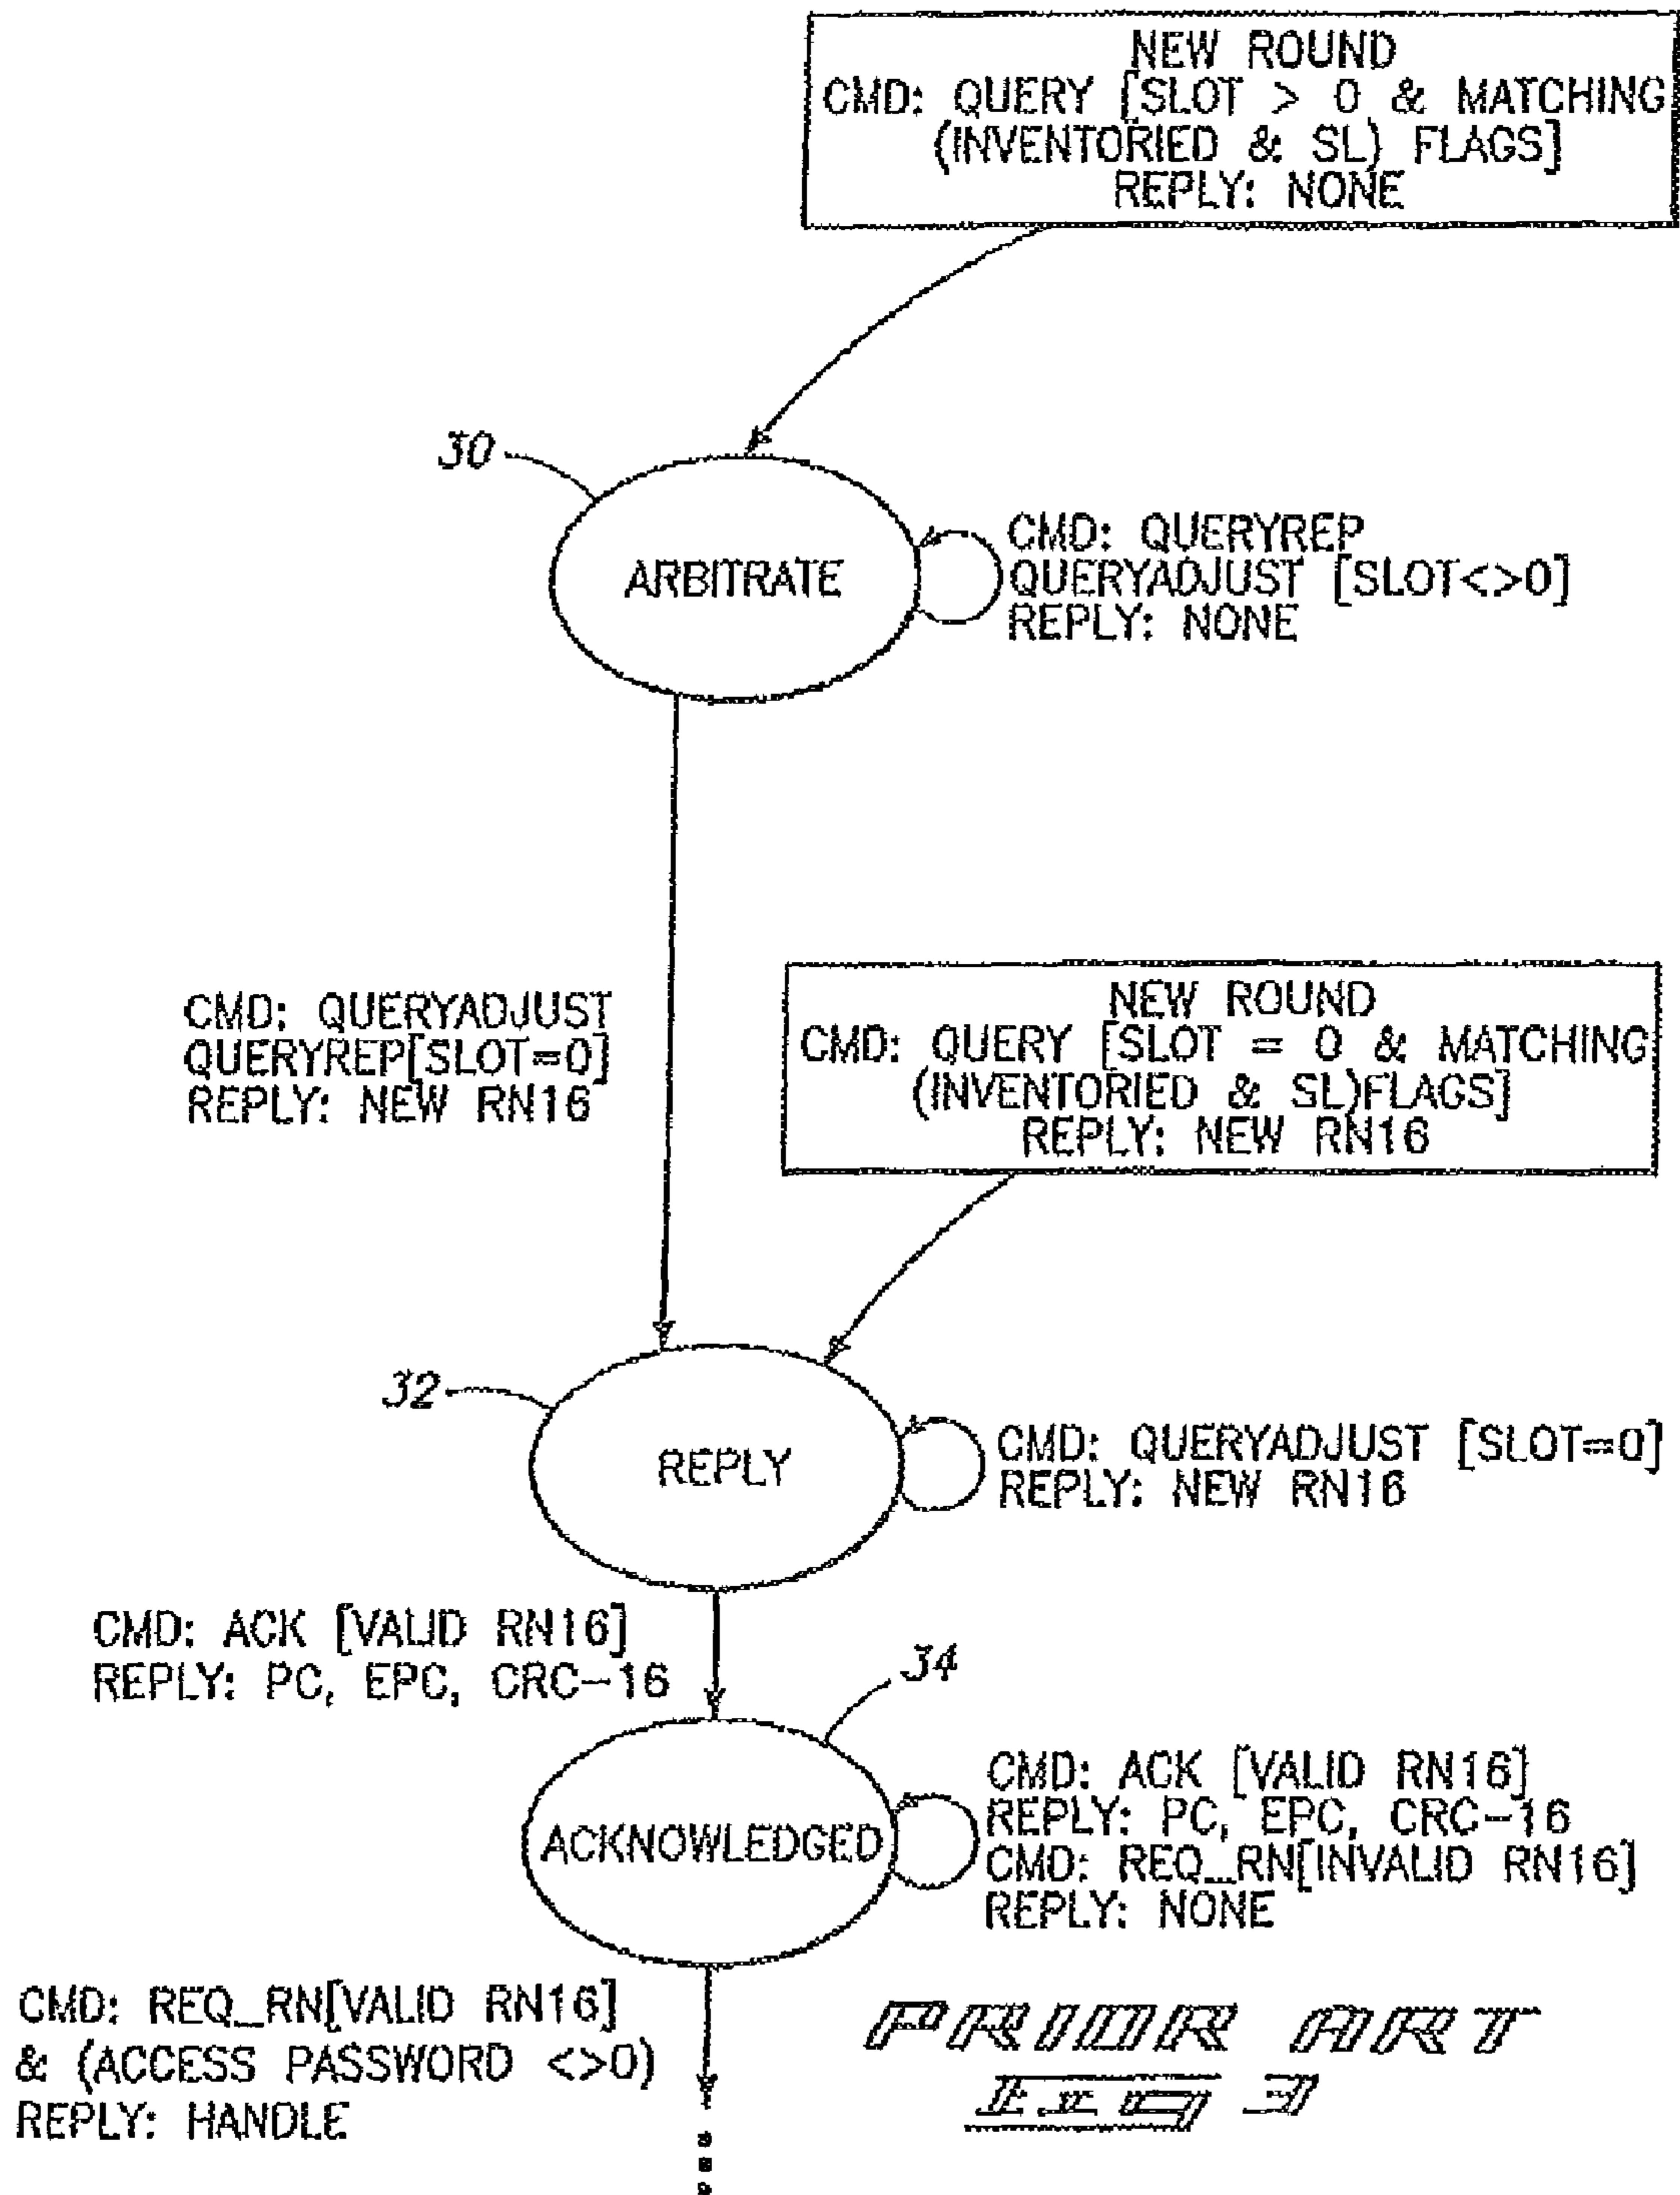 NEW ROUND
CMD: QUERY [SLOT > 0 & MATCHING
(INVENTORIED & SL) FLAGS]
REPLY: NONE
30
ARBITRATE
CMD: QUERYREP
QUERYADJUST [SLOT<>0]
REPLY: NONE
CMD: QUERYADJUST
QUERYREP[SLOT=0]
REPLY: NEW RN16
NEW ROUND
CMD: QUERY [SLOT = 0 & MATCHING
(INVENTORIED & SL)FLAGS]
REPLY: NEW RN16
32
REPLY
CMD: QUERYADJUST [SLOT=0]
REPLY: NEW RN16
CMD: ACK [VALID RN16]
REPLY: PC, EPC, CRC-16
34
ACKNOWLEDGED
CMD: ACK [VALID RN16]
REPLY: PC, EPC, CRC-16
CMD: REQ_RN[INVALID RN16]
REPLY: NONE
CMD: REQ_RN[VALID RN16]
& (ACCESS PASSWORD <>0)
REPLY: HANDLE
PRIOR ART
FIG 3